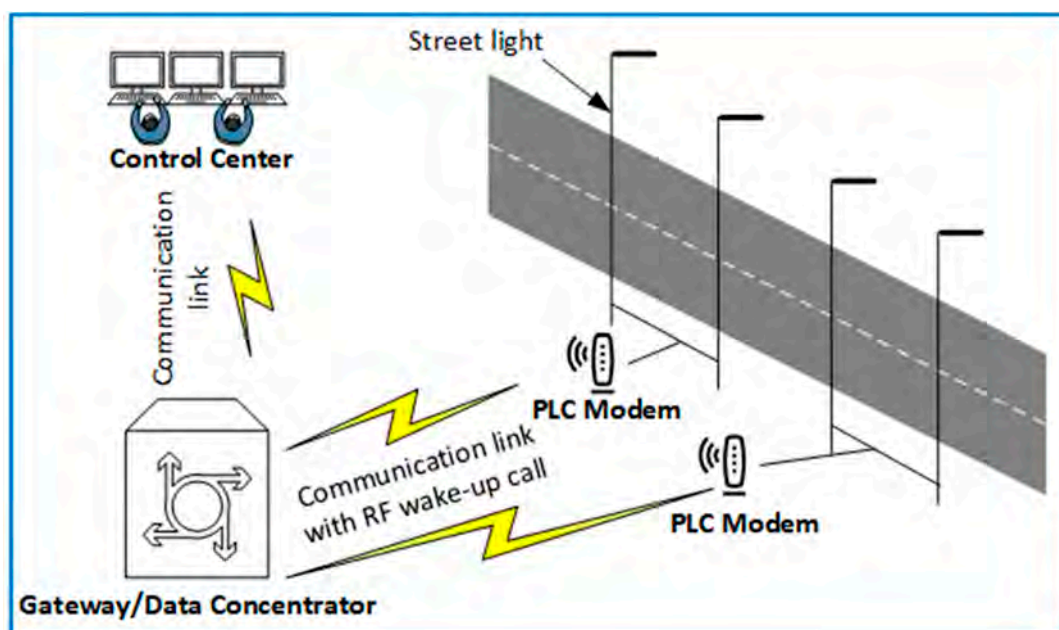 Street light
Control Center
Communication
link
PLC Modem
Communication link
with RF wake-up call
PLC Modem
Gateway/Data Concentrator